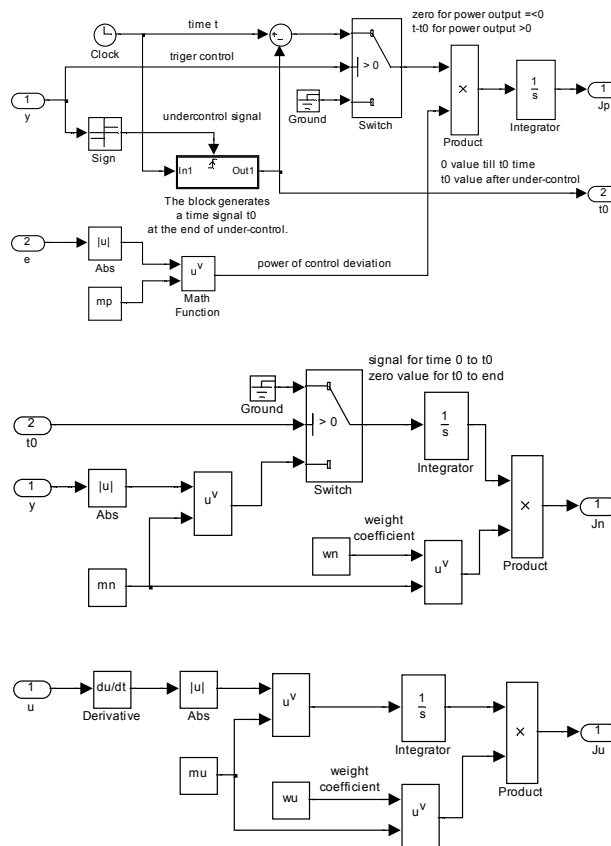 zero for power output =<0
t-t0 for power output >0
time t
Clock
triger control
1
y
> 0
Ground
Switch
×
Product
1
s
Integrator
1
Jp
undercontrol signal
Sign
In1
Out1
The block generates
a time signal t0
at the end of under-control.
0 value till t0 time
t0 value after under-control
2
t0
2
e
|u|
Abs
mp
u^v
Math
Function
power of control deviation
signal for time 0 to t0
zero value for t0 to end
Ground
2
t0
> 0
Switch
1
s
Integrator
1
y
|u|
Abs
u^v
×
Product
1
Jn
weight
coefficient
wn
mn
u^v
1
u
du/dt
Derivative
|u|
Abs
u^v
1
s
Integrator
×
Product
1
Ju
mu
weight
coefficient
wu
u^v